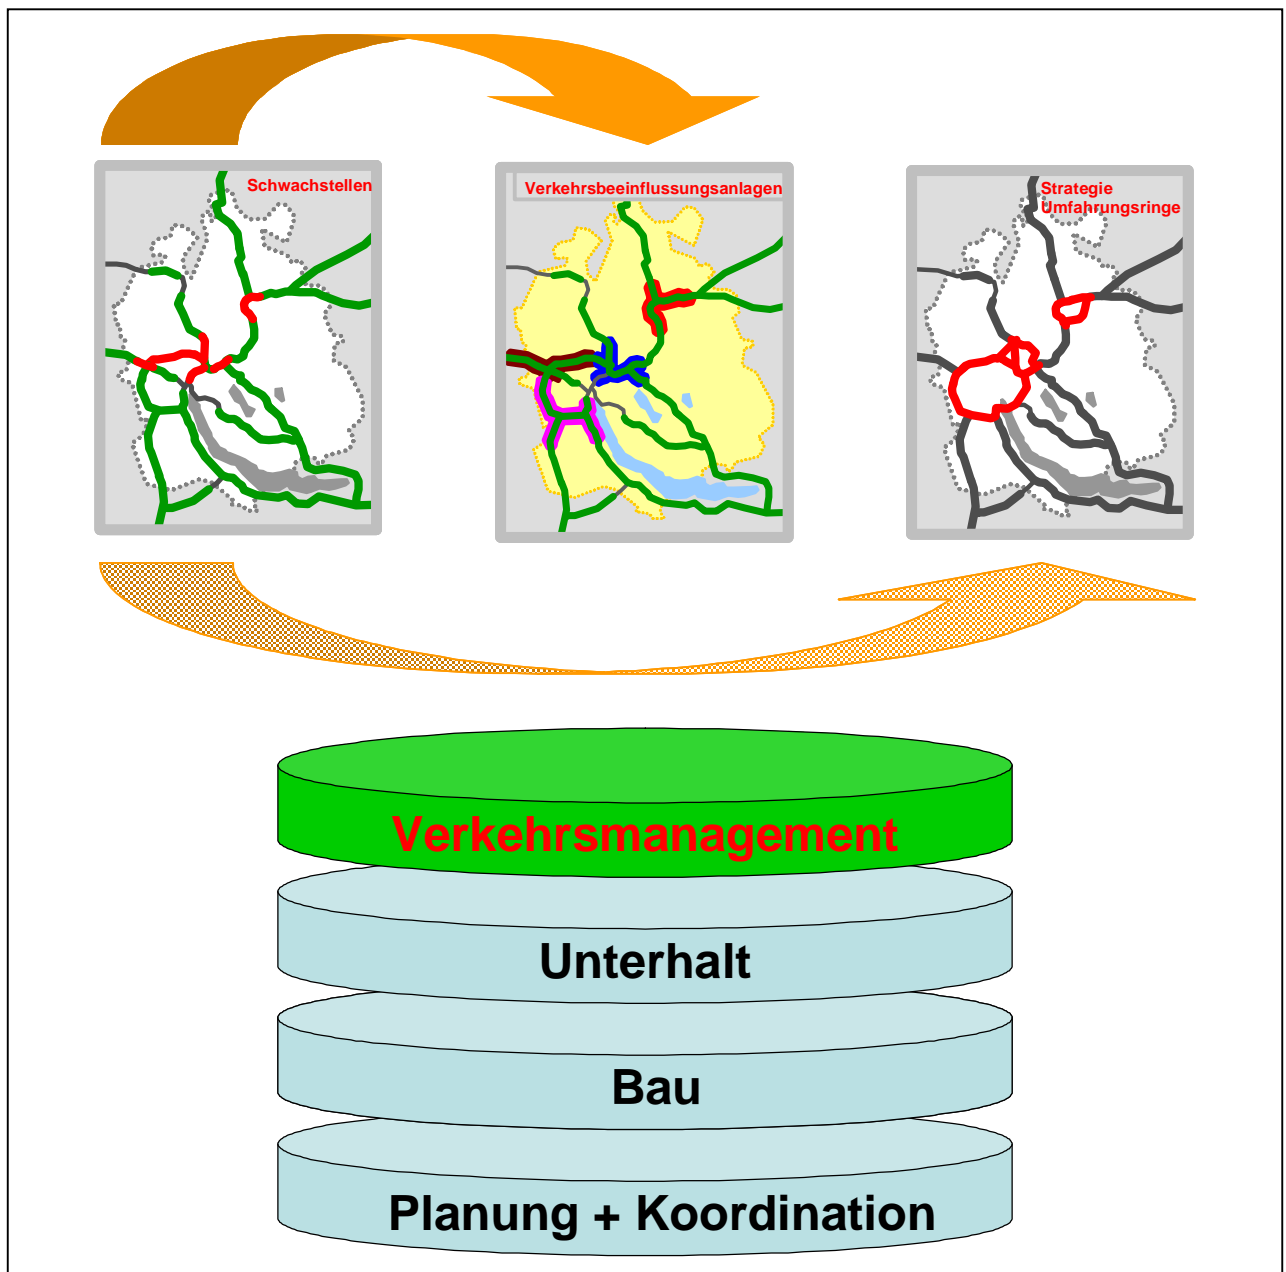 Schwachstellen
Verkehrsbeeinflussungsanlagen
Strategie
Umfahrungsringe
Verkehrsmanagement
Unterhalt
Bau
Planung + Koordination